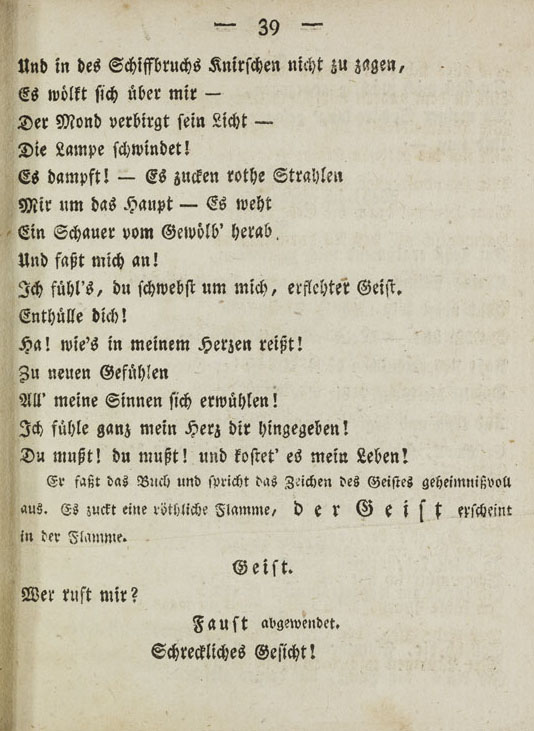 — 39 —
Und in des Schiffbruchs Knirschen nicht zu zagen,
Es wölkt sich über mir —
Der Mond verbirgt sein Licht —
Die Lampe schwindet!
Es dampft! — Es zucken rothe Strahlen
Mir um das Haupt — Es weht
Ein Schauer vom Gewölb' herab
Und faßt mich an!
Ich fühl's, du schwebst um mich, erflehter Geist.
Enthülle dich!
Ha! wie's in meinem Herzen reißt!
Zu neuen Gefühlen
All' meine Sinnen sich erwühlen!
Ich fühle ganz mein Herz dir hingegeben!
Du mußt! du mußt! und kostet' es mein Leben!
Er faßt das Buch und spricht das Zeichen des Geistes geheimnißvoll
aus. Es zuckt eine röthliche Flamme, der Geist erscheint
in der Flamme.
Geist.
Wer ruft mir?
Faust abgewendet.
Schreckliches Gesicht!